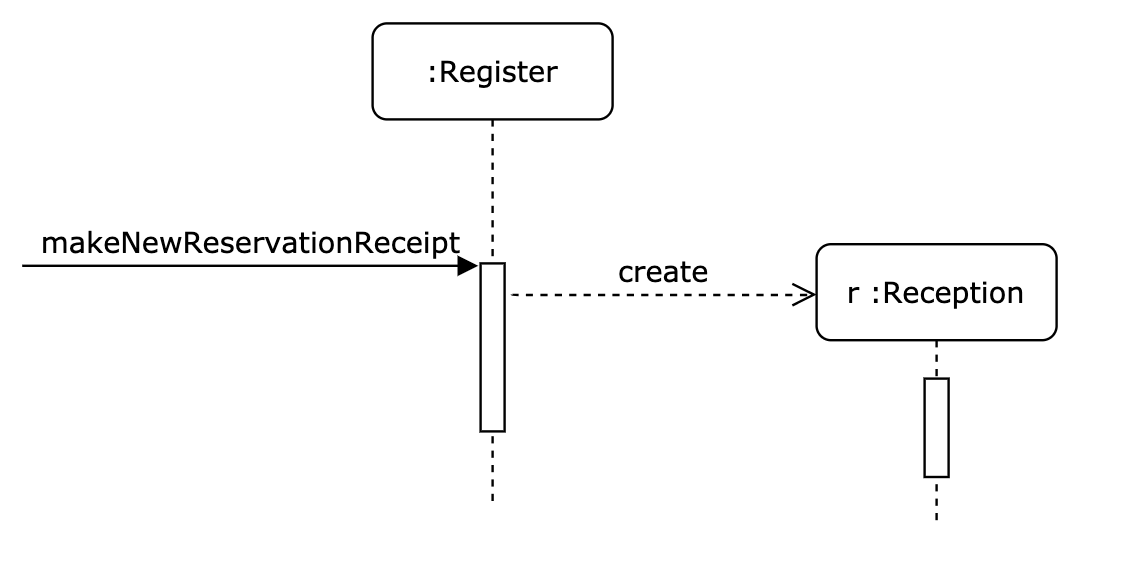 :Register
makeNewReservationReceipt
create
r :Reception